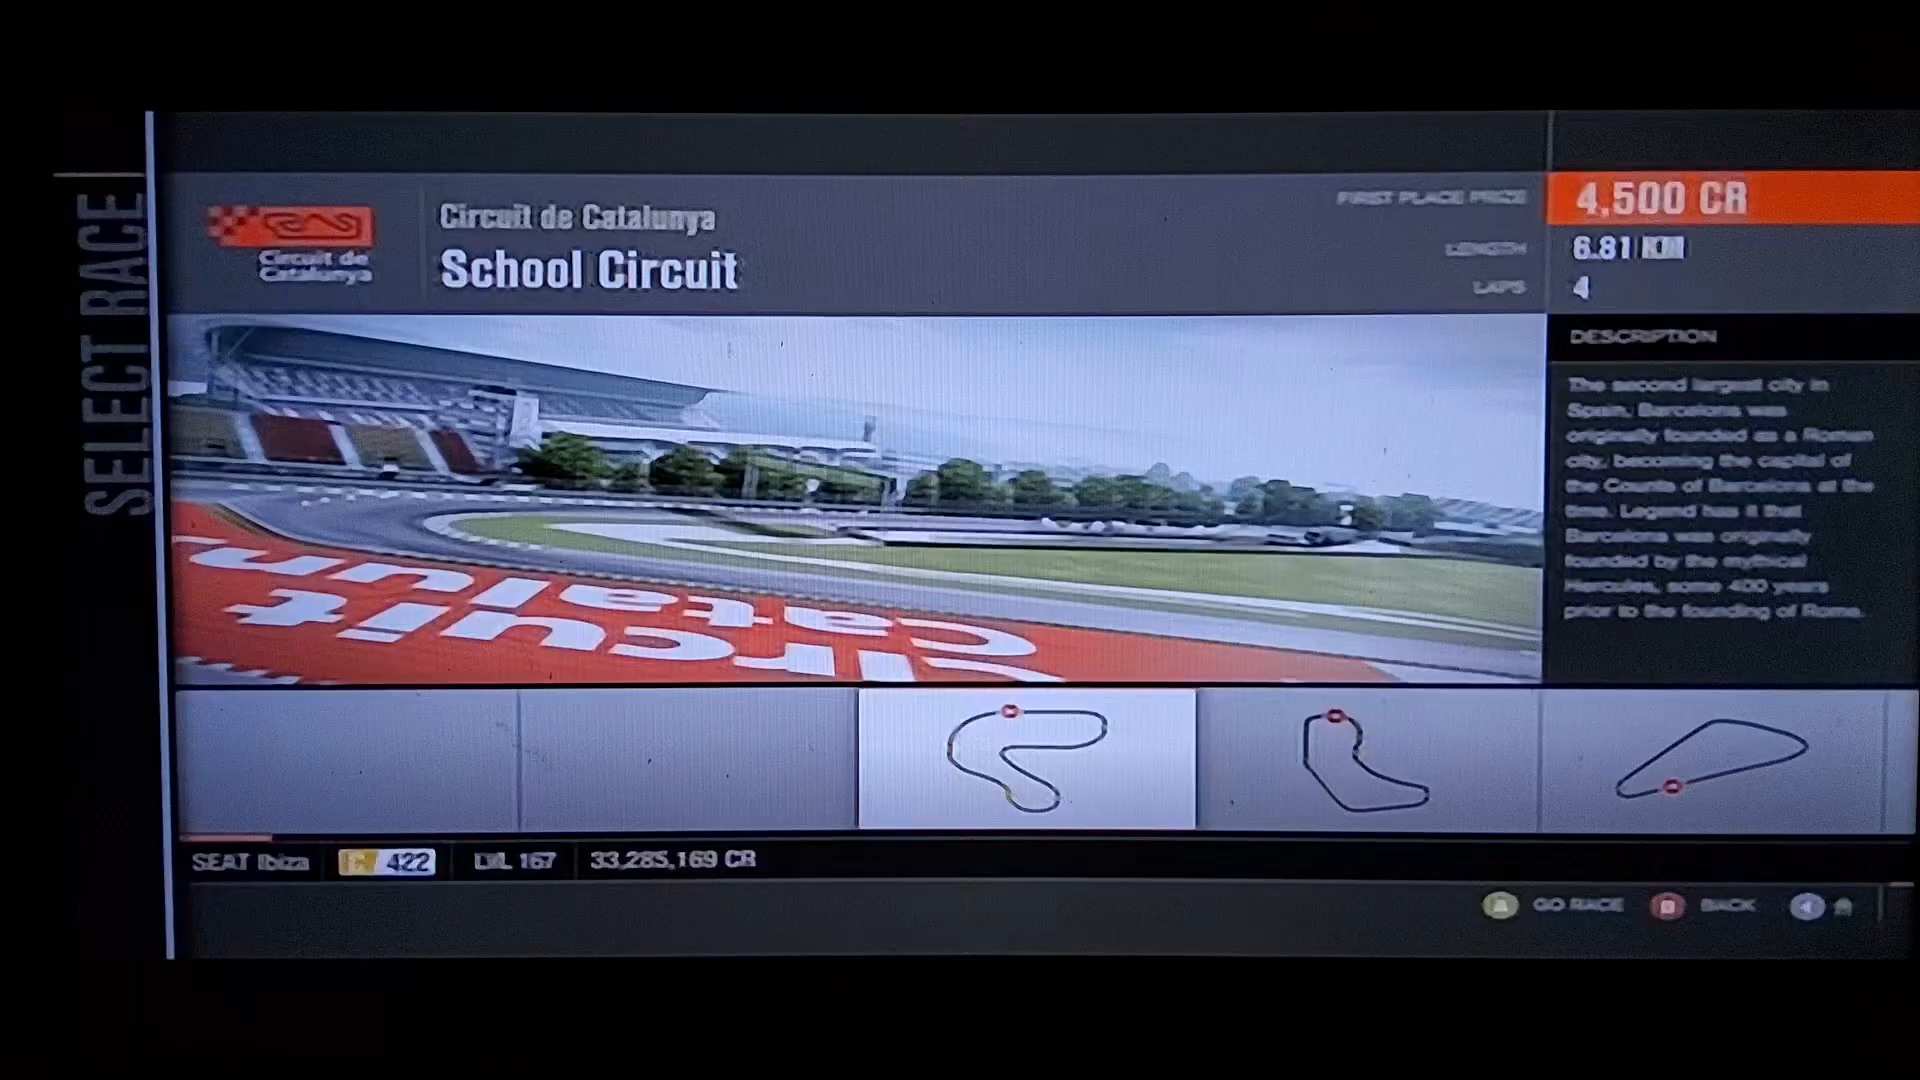 SELECT RACE
Circuit de
Catalunya
Circuit de Catalunya
School Circuit
FIRST PLACE PRIZE
4,500 CR
LENGTH
6.81 KM
LAPS
4
DESCRIPTION
The second largest city in
Spain, Barcelona was
originally founded as a Roman
city, becoming the capital of
the Counts of Barcelona at the
time. Legend has it that
Barcelona was originally
founded by the mythical
Hercules, some 400 years
prior to the founding of Rome.
ircuit
Catalun
SEAT Ibiza
F 422
LVL 167
33,285,169 CR
A GO RACE
B BACK